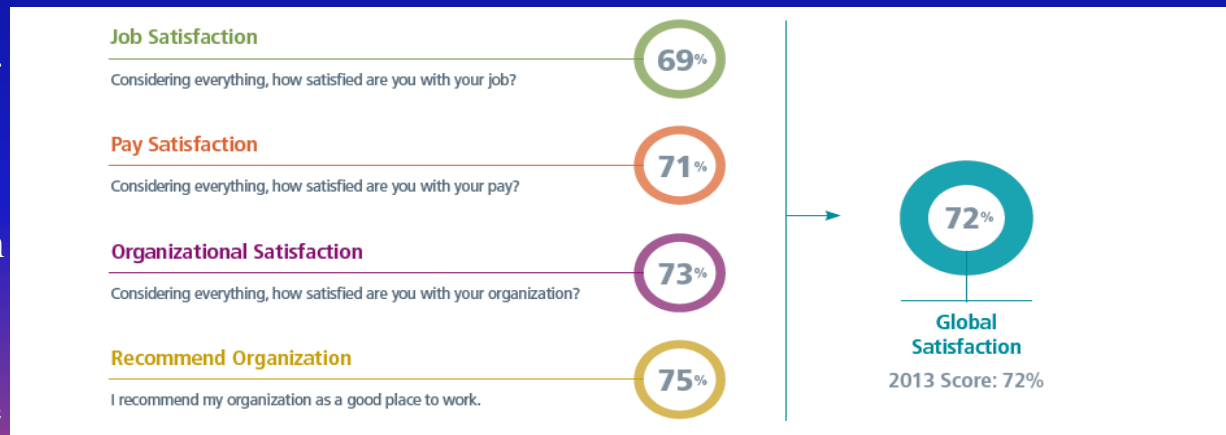 Job Satisfaction
69%
Considering everything, how satisfied are you with your job?
Pay Satisfaction
71%
Considering everything, how satisfied are you with your pay?
Organizational Satisfaction
73%
Considering everything, how satisfied are you with your organization?
Recommend Organization
75%
I recommend my organization as a good place to work.
72%
Global
Satisfaction
2013 Score: 72%